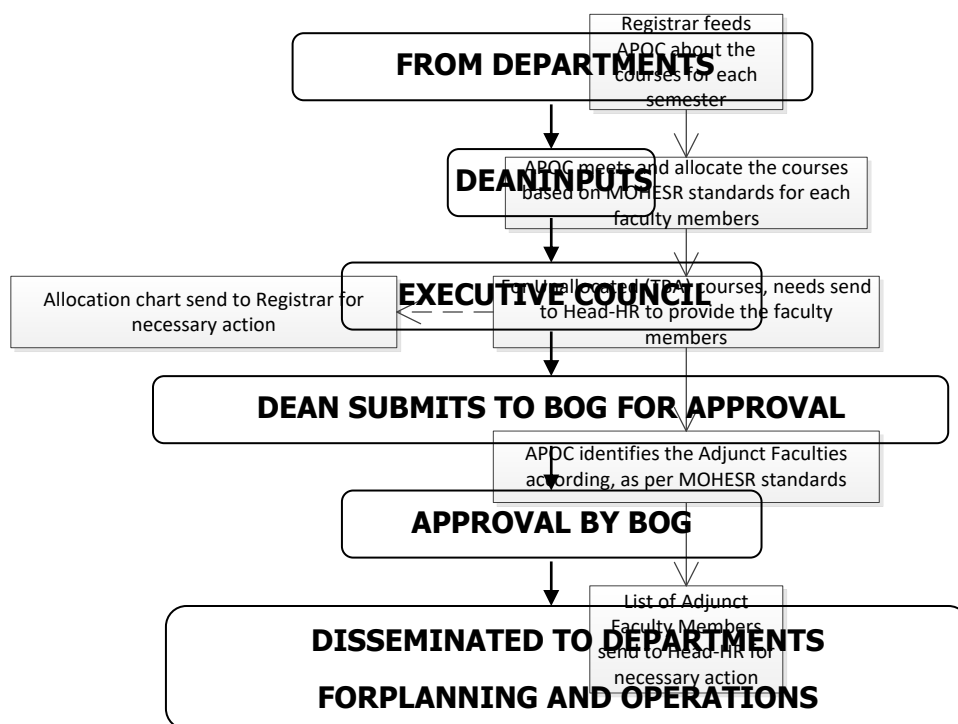 Registrar feeds
APOC about the
courses for each
semester
FROM DEPARTMENTS
APOC meets and allocate the courses
based on MOHESR standards for each
faculty members
DEANINPUTS
Allocation chart send to Registrar for
necessary action
For Unallocated (TBA) courses, needs send
to Head-HR to provide the faculty
members
EXECUTIVE COUNCIL
DEAN SUBMITS TO BOG FOR APPROVAL
APOC identifies the Adjunct Faculties
according, as per MOHESR standards
APPROVAL BY BOG
List of Adjunct
Faculty Members
send to Head-HR for
necessary action
DISSEMINATED TO DEPARTMENTS
FORPLANNING AND OPERATIONS